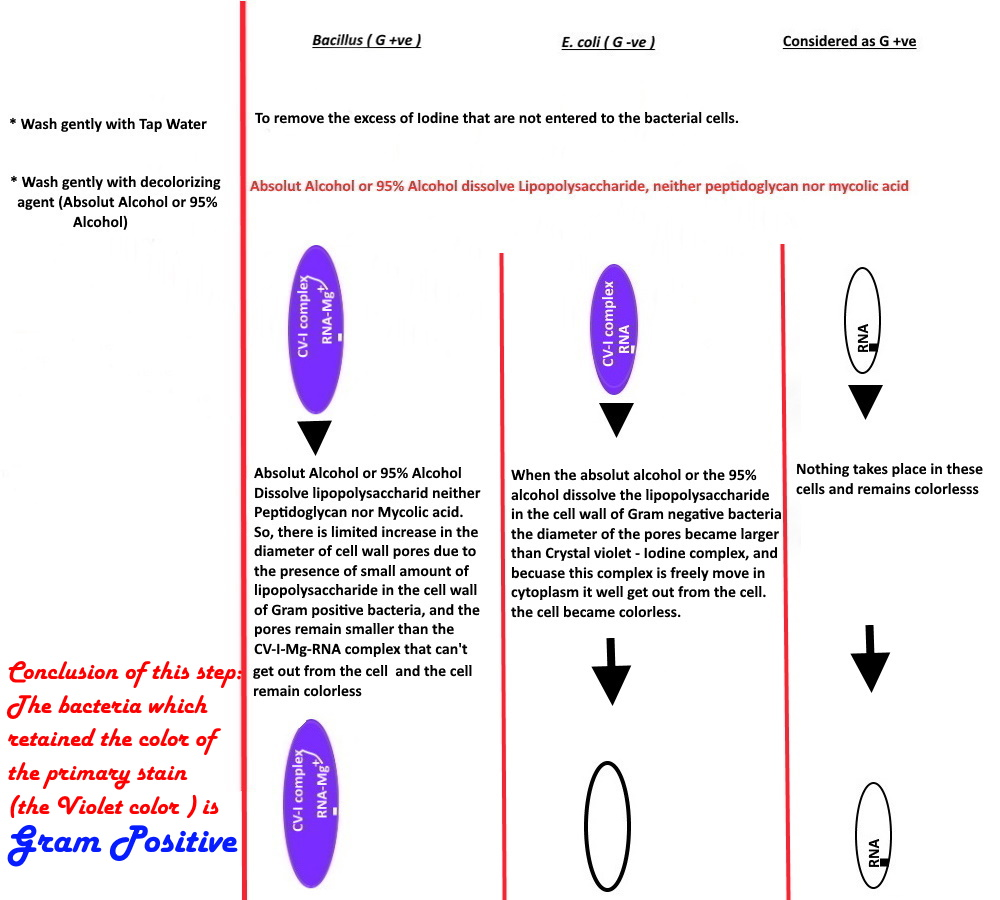 Bacillus ( G +ve )
E. coli ( G -ve )
Considered as G +ve
* Wash gently with Tap Water
To remove the excess of Iodine that are not entered to the bacterial cells.
* Wash gently with decolorizing
agent (Absolut Alcohol or 95%
Alcohol)
Absolut Alcohol or 95% Alcohol dissolve Lipopolysaccharide, neither peptidoglycan nor mycolic acid
CV-I complex
RNA-Mg+
CV-I complex
RNA
RNA
Absolut Alcohol or 95% Alcohol
Dissolve lipopolysaccharid neither
Peptidoglycan nor Mycolic acid.
So, there is limited increase in the
diameter of cell wall pores due to
the presence of small amount of
lipopolysaccharide in the cell wall
of Gram positive bacteria, and the
pores remain smaller than the
CV-I-Mg-RNA complex that can't
get out from the cell and the cell
remain colorless
When the absolut alcohol or the 95%
alcohol dissolve the lipopolysaccharide
in the cell wall of Gram negative bacteria
the diameter of the pores became larger
than Crystal violet - Iodine complex, and
becuase this complex is freely move in
cytoplasm it well get out from the cell.
the cell became colorless.
Nothing takes place in these
cells and remains colorlesss
Conclusion of this step:
The bacteria which
retained the color of
the primary stain
(the Violet color ) is
Gram Positive
CV-I complex
RNA-Mg+
RNA